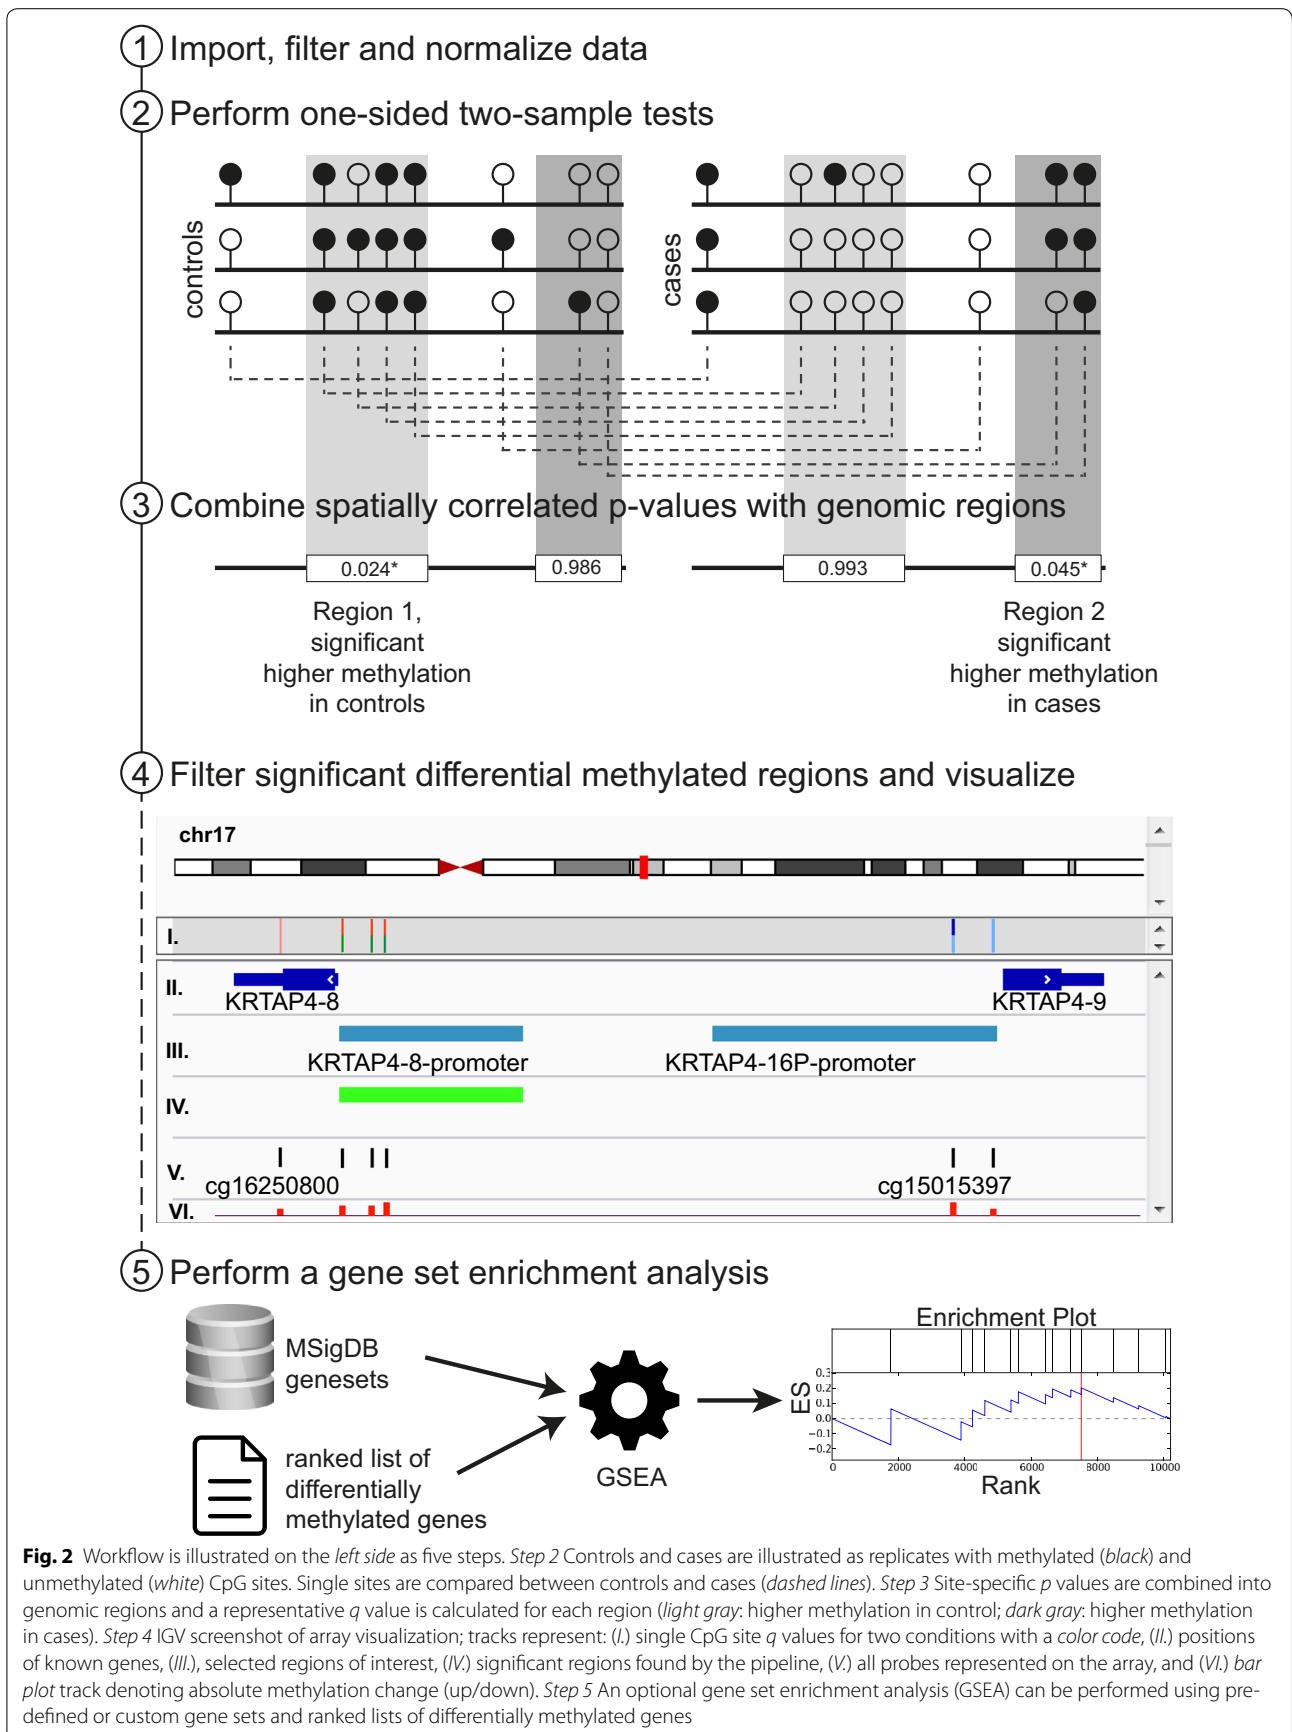 1 Import, filter and normalize data
2 Perform one-sided two-sample tests
controls
cases
3 Combine spatially correlated p-values with genomic regions
0.024* 0.986 0.993 0.045*
Region 1,
significant
higher methylation
in controls
Region 2
significant
higher methylation
in cases
4 Filter significant differential methylated regions and visualize
chr17
I.
II.
KRTAP4-8 KRTAP4-9
III.
KRTAP4-8-promoter KRTAP4-16P-promoter
IV.
V.
cg16250800 cg15015397
VI.
5 Perform a gene set enrichment analysis
MSigDB
genesets
ranked list of
differentially
methylated genes
GSEA
Enrichment Plot
ES
0.3
0.2
0.1
0.0
−0.1
−0.2
0 2000 4000 6000 8000 10000
Rank
Fig. 2 Workflow is illustrated on the left side as five steps. Step 2 Controls and cases are illustrated as replicates with methylated (black) and
unmethylated (white) CpG sites. Single sites are compared between controls and cases (dashed lines). Step 3 Site-specific p values are combined into
genomic regions and a representative q value is calculated for each region (light gray: higher methylation in control; dark gray: higher methylation
in cases). Step 4 IGV screenshot of array visualization; tracks represent: (I.) single CpG site q values for two conditions with a color code, (II.) positions
of known genes, (III.), selected regions of interest, (IV.) significant regions found by the pipeline, (V.) all probes represented on the array, and (VI.) bar
plot track denoting absolute methylation change (up/down). Step 5 An optional gene set enrichment analysis (GSEA) can be performed using pre-
defined or custom gene sets and ranked lists of differentially methylated genes